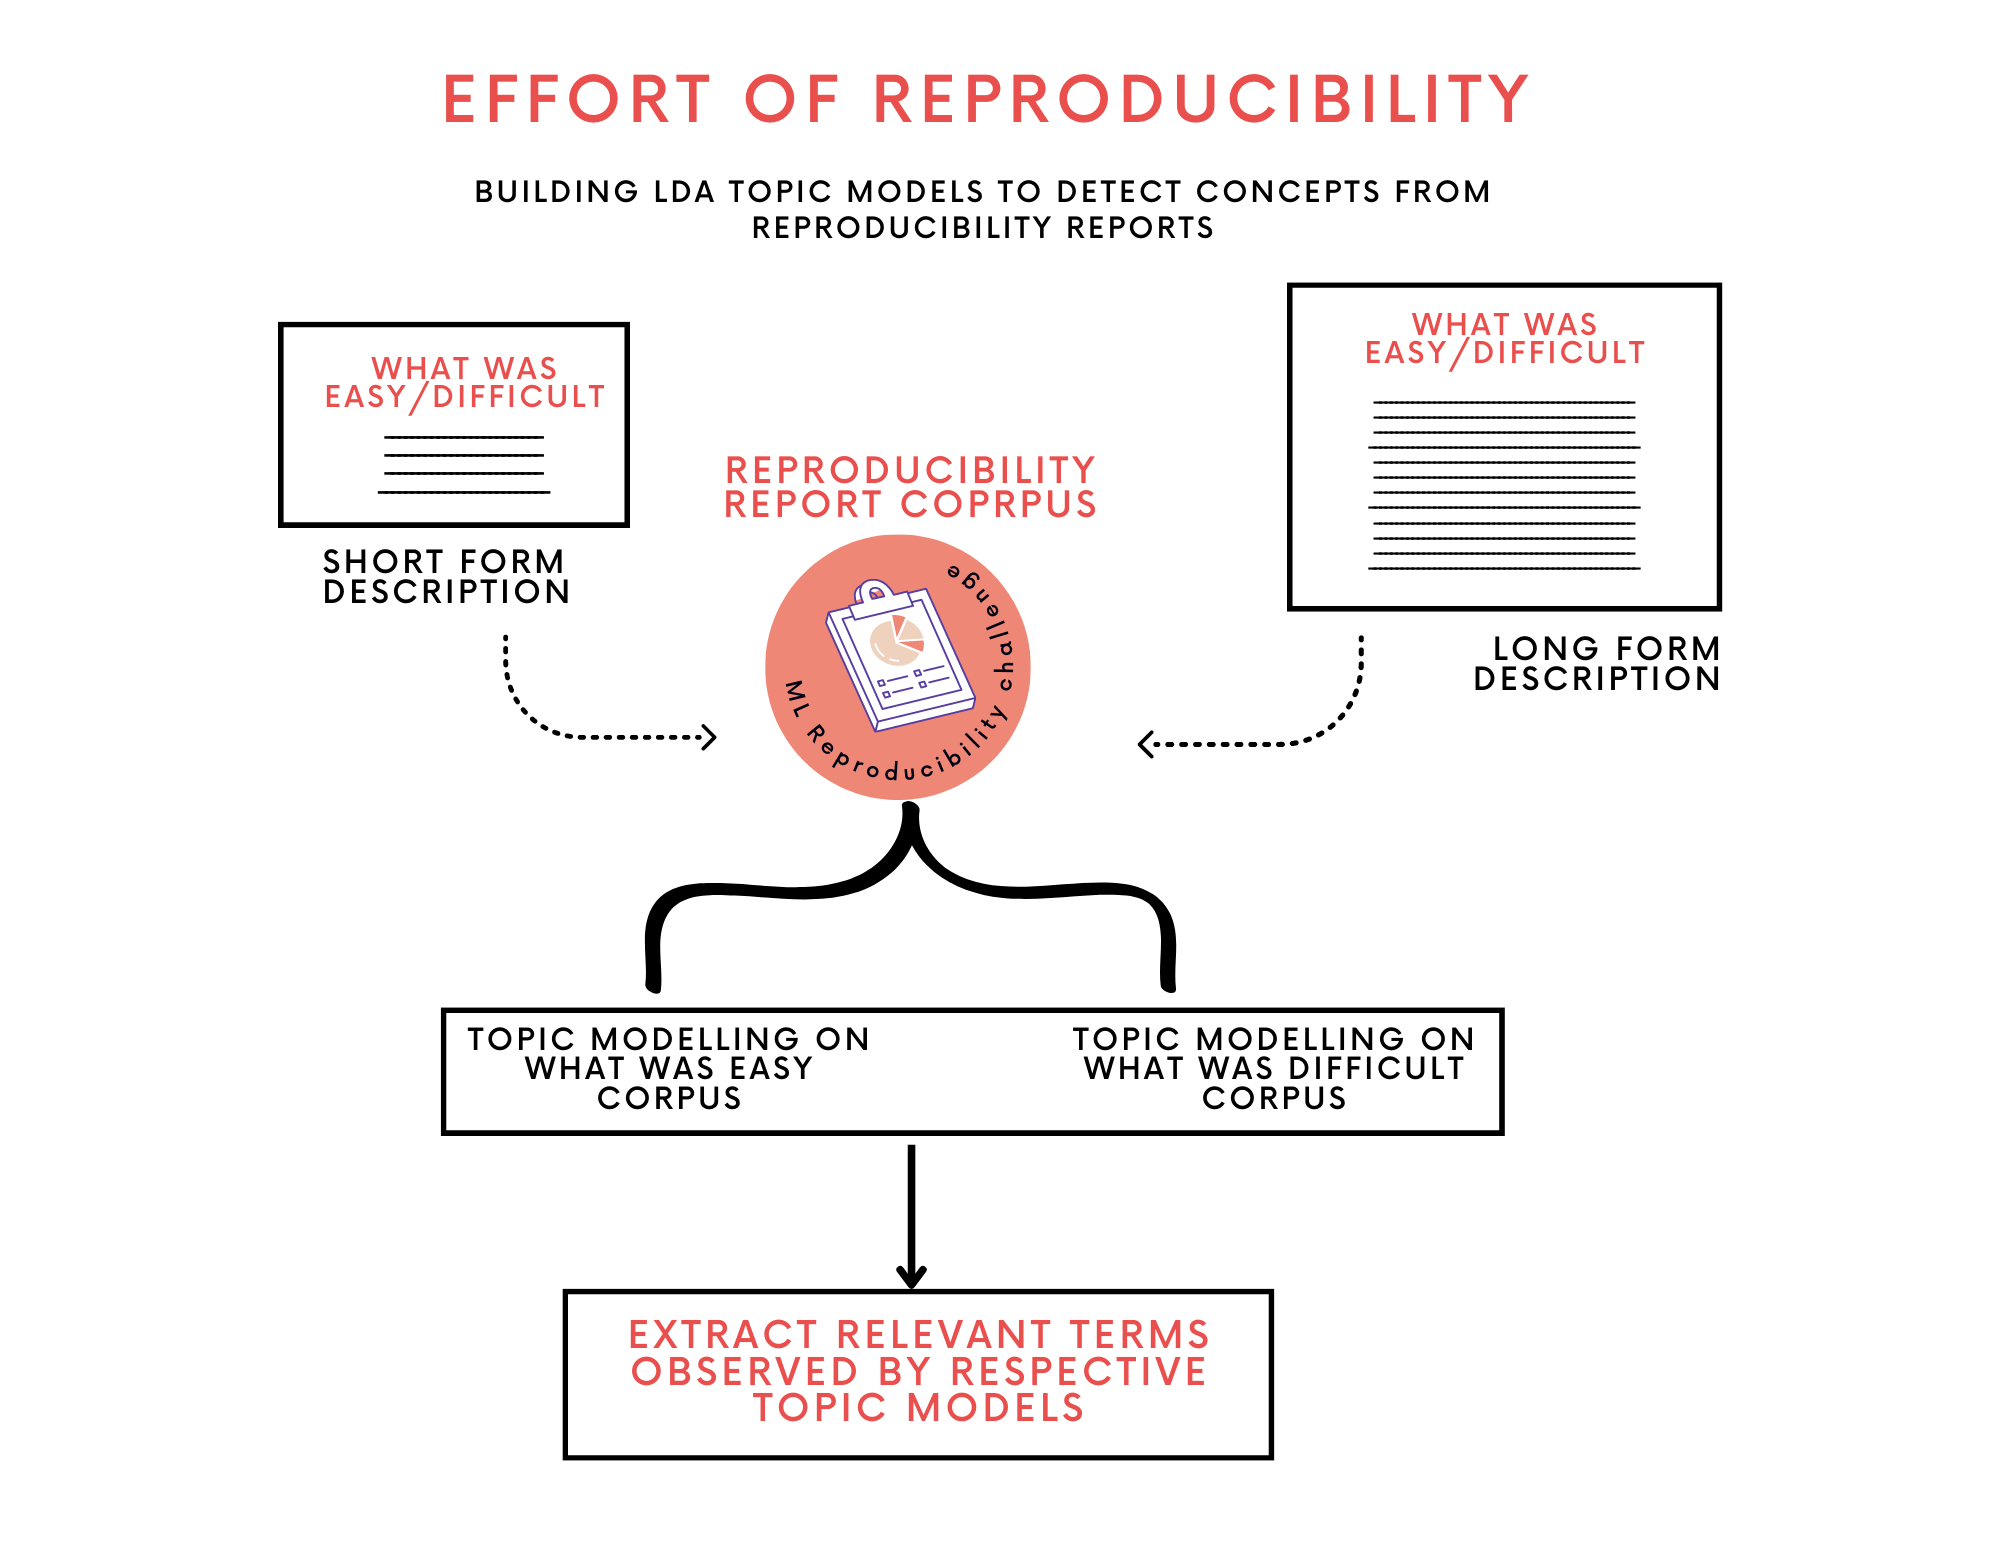 EFFORT OF REPRODUCIBILITY
BUILDING LDA TOPIC MODELS TO DETECT CONCEPTS FROM
REPRODUCIBILITY REPORTS
WHAT WAS
EASY/DIFFICULT
SHORT FORM
DESCRIPTION
WHAT WAS
EASY/DIFFICULT
LONG FORM
DESCRIPTION
REPRODUCIBILITY
REPORT COPRPUS
ML Reproducibility challenge
TOPIC MODELLING ON
WHAT WAS EASY
CORPUS
TOPIC MODELLING ON
WHAT WAS DIFFICULT
CORPUS
EXTRACT RELEVANT TERMS
OBSERVED BY RESPECTIVE
TOPIC MODELS